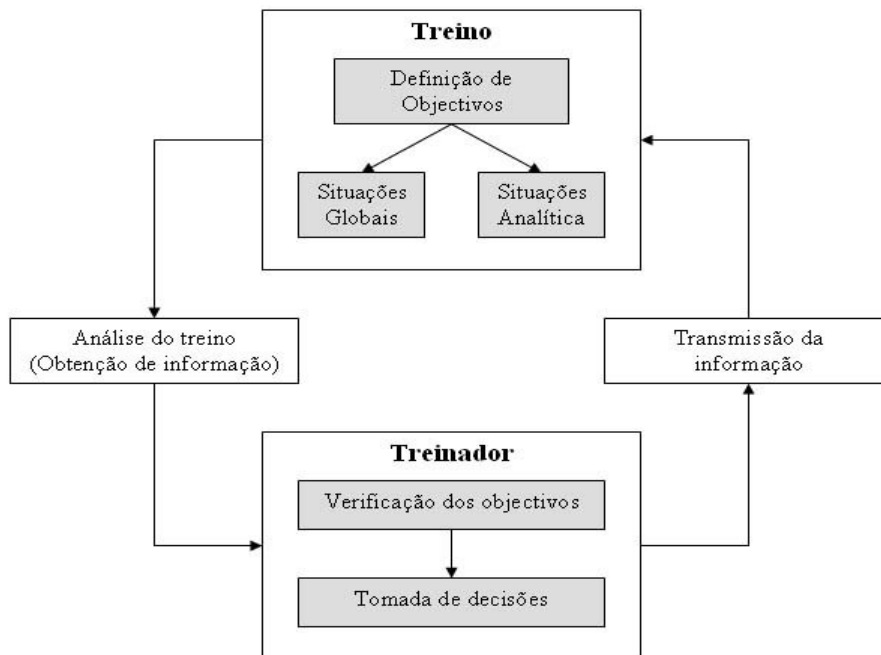 Treino
Definição de
Objectivos
Situações
Globais
Situações
Analítica
Análise do treino
(Obtenção de informação)
Transmissão da
informação
Treinador
Verificação dos objectivos
Tomada de decisões